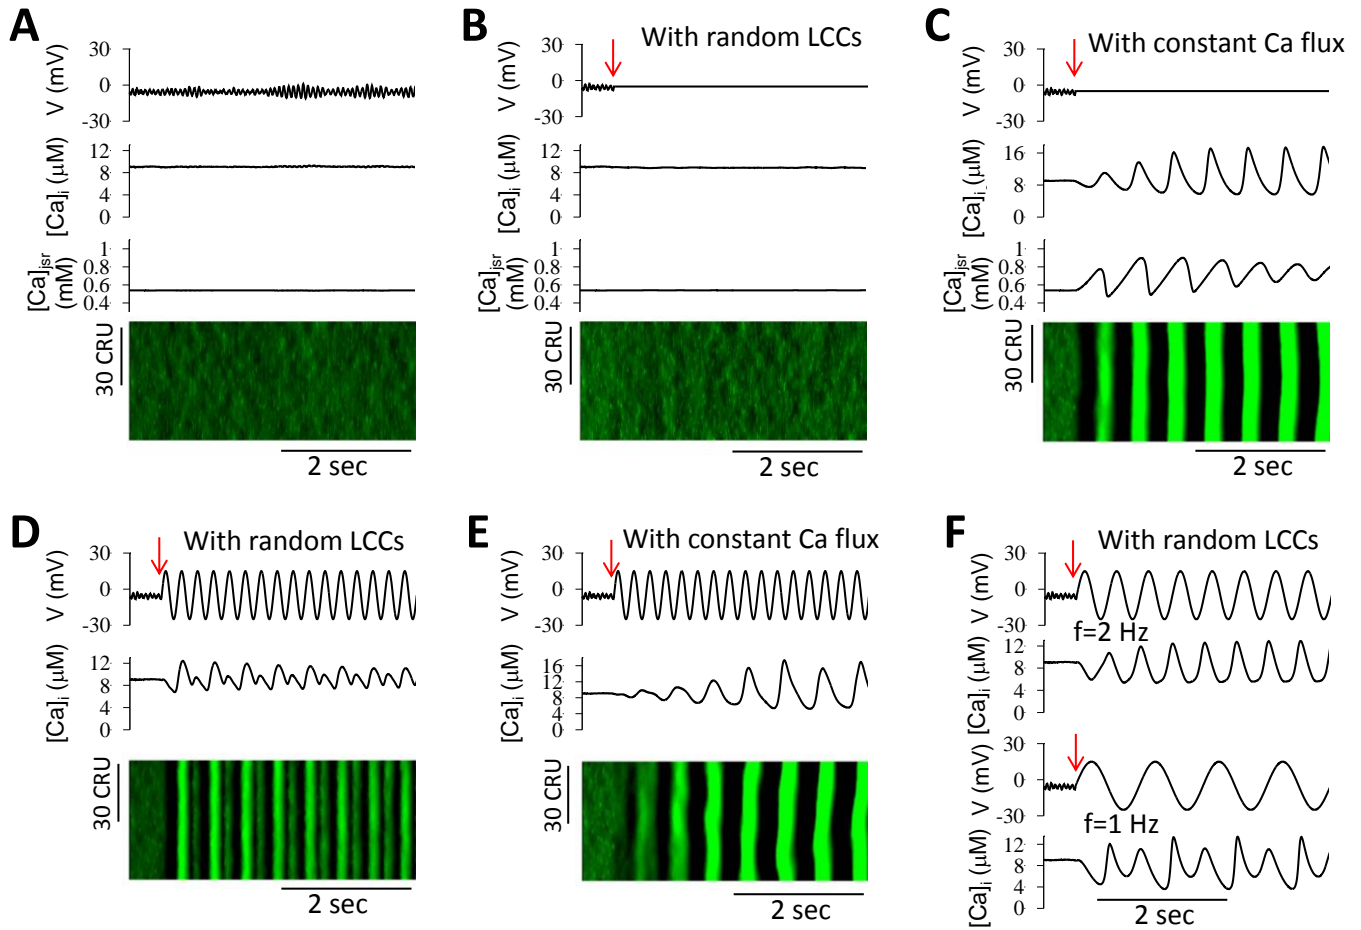 A
V (mV)
30
0
-30
[Ca]i (μM)
12
8
4
0
[Ca]jsr
(mM)
1
0.8
0.6
0.4
30 CRU
2 sec
B
With random LCCs
V (mV)
30
0
-30
[Ca]i (μM)
12
8
4
0
[Ca]jsr
(mM)
1
0.8
0.6
0.4
30 CRU
2 sec
C
With constant Ca flux
V (mV)
30
0
-30
[Ca]i (μM)
16
8
0
[Ca]jsr
(mM)
1
0.8
0.6
0.4
30 CRU
2 sec
D
With random LCCs
V (mV)
30
0
-30
[Ca]i (μM)
12
8
4
0
30 CRU
2 sec
E
With constant Ca flux
V (mV)
30
0
-30
[Ca]i (μM)
16
12
8
4
0
30 CRU
2 sec
F
With random LCCs
V (mV)
30
0
-30
f=2 Hz
[Ca]i (μM)
12
8
4
0
V (mV)
30
0
-30
f=1 Hz
[Ca]i (μM)
12
8
4
0
2 sec